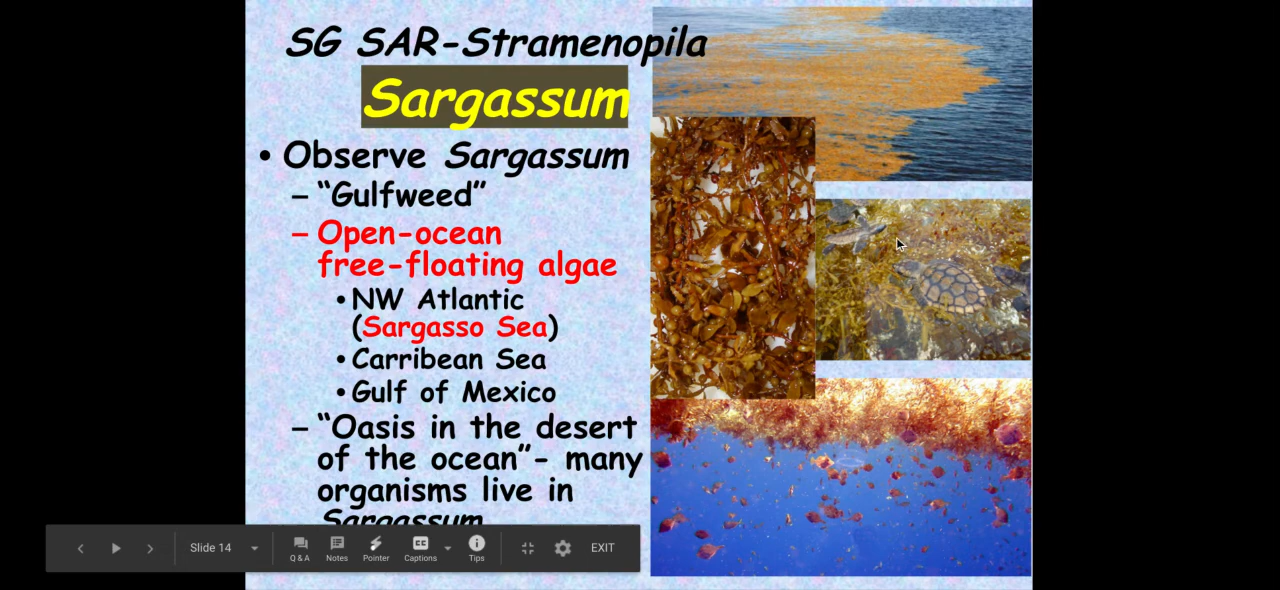 SG SAR-Stramenopila
Sargassum
• Observe Sargassum
– “Gulfweed”
– Open-ocean
free-floating algae
• NW Atlantic
(Sargasso Sea)
• Carribean Sea
• Gulf of Mexico
– “Oasis in the desert
of the ocean”- many
organisms live in
Sargassum
Slide 14
Q & A Notes Pointer Captions Tips EXIT